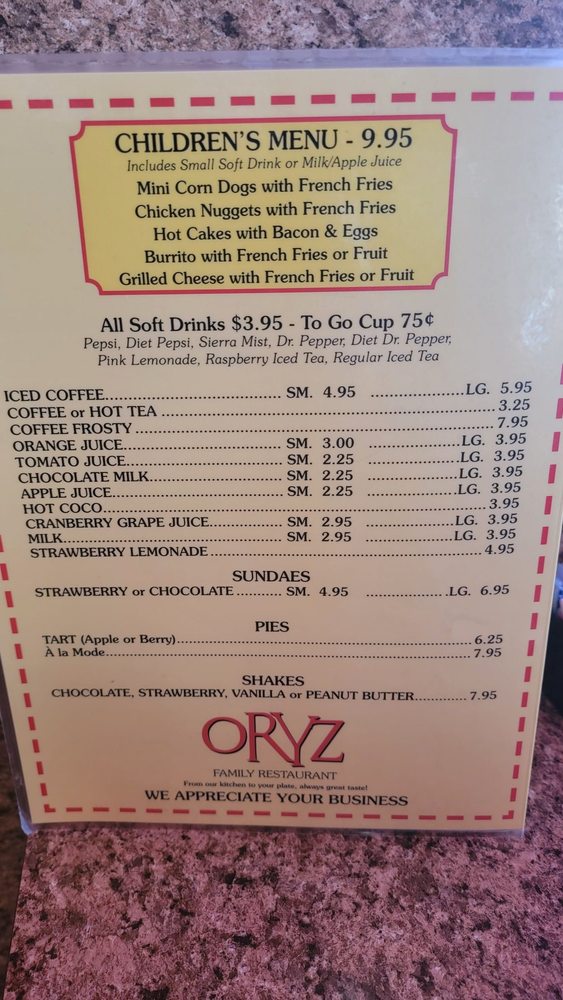 CHILDREN'S MENU - 9.95
Includes Small Soft Drink or Milk/Apple Juice
Mini Corn Dogs with French Fries
Chicken Nuggets with French Fries
Hot Cakes with Bacon & Eggs
Burrito with French Fries or Fruit
Grilled Cheese with French Fries or Fruit
All Soft Drinks $3.95 - To Go Cup 75¢
Pepsi, Diet Pepsi, Sierra Mist, Dr. Pepper, Diet Dr. Pepper,
Pink Lemonade, Raspberry Iced Tea, Regular Iced Tea
ICED COFFEE............................................ SM. 4.95 .......................LG. 5.95
COFFEE or HOT TEA ........................................................................ 3.25
COFFEE FROSTY ............................................................................. 7.95
ORANGE JUICE........................................ SM. 3.00 .......................LG. 3.95
TOMATO JUICE........................................ SM. 2.25 .......................LG. 3.95
CHOCOLATE MILK.................................. SM. 2.25 .......................LG. 3.95
APPLE JUICE........................................... SM. 2.25 .......................LG. 3.95
HOT COCO......................................................................................3.95
CRANBERRY GRAPE JUICE................... SM. 2.95 ......................LG. 3.95
MILK........................................................ SM. 2.95 ......................LG. 3.95
STRAWBERRY LEMONADE ................................................................ 4.95
SUNDAES
STRAWBERRY or CHOCOLATE ........... SM. 4.95 .................... .LG. 6.95
PIES
TART (Apple or Berry)........................................................................... 6.25
À la Mode............................................................................................. 7.95
SHAKES
CHOCOLATE, STRAWBERRY, VANILLA or PEANUT BUTTER............. 7.95
ORYZ
FAMILY RESTAURANT
From our kitchen to your plate, always great taste!
WE APPRECIATE YOUR BUSINESS